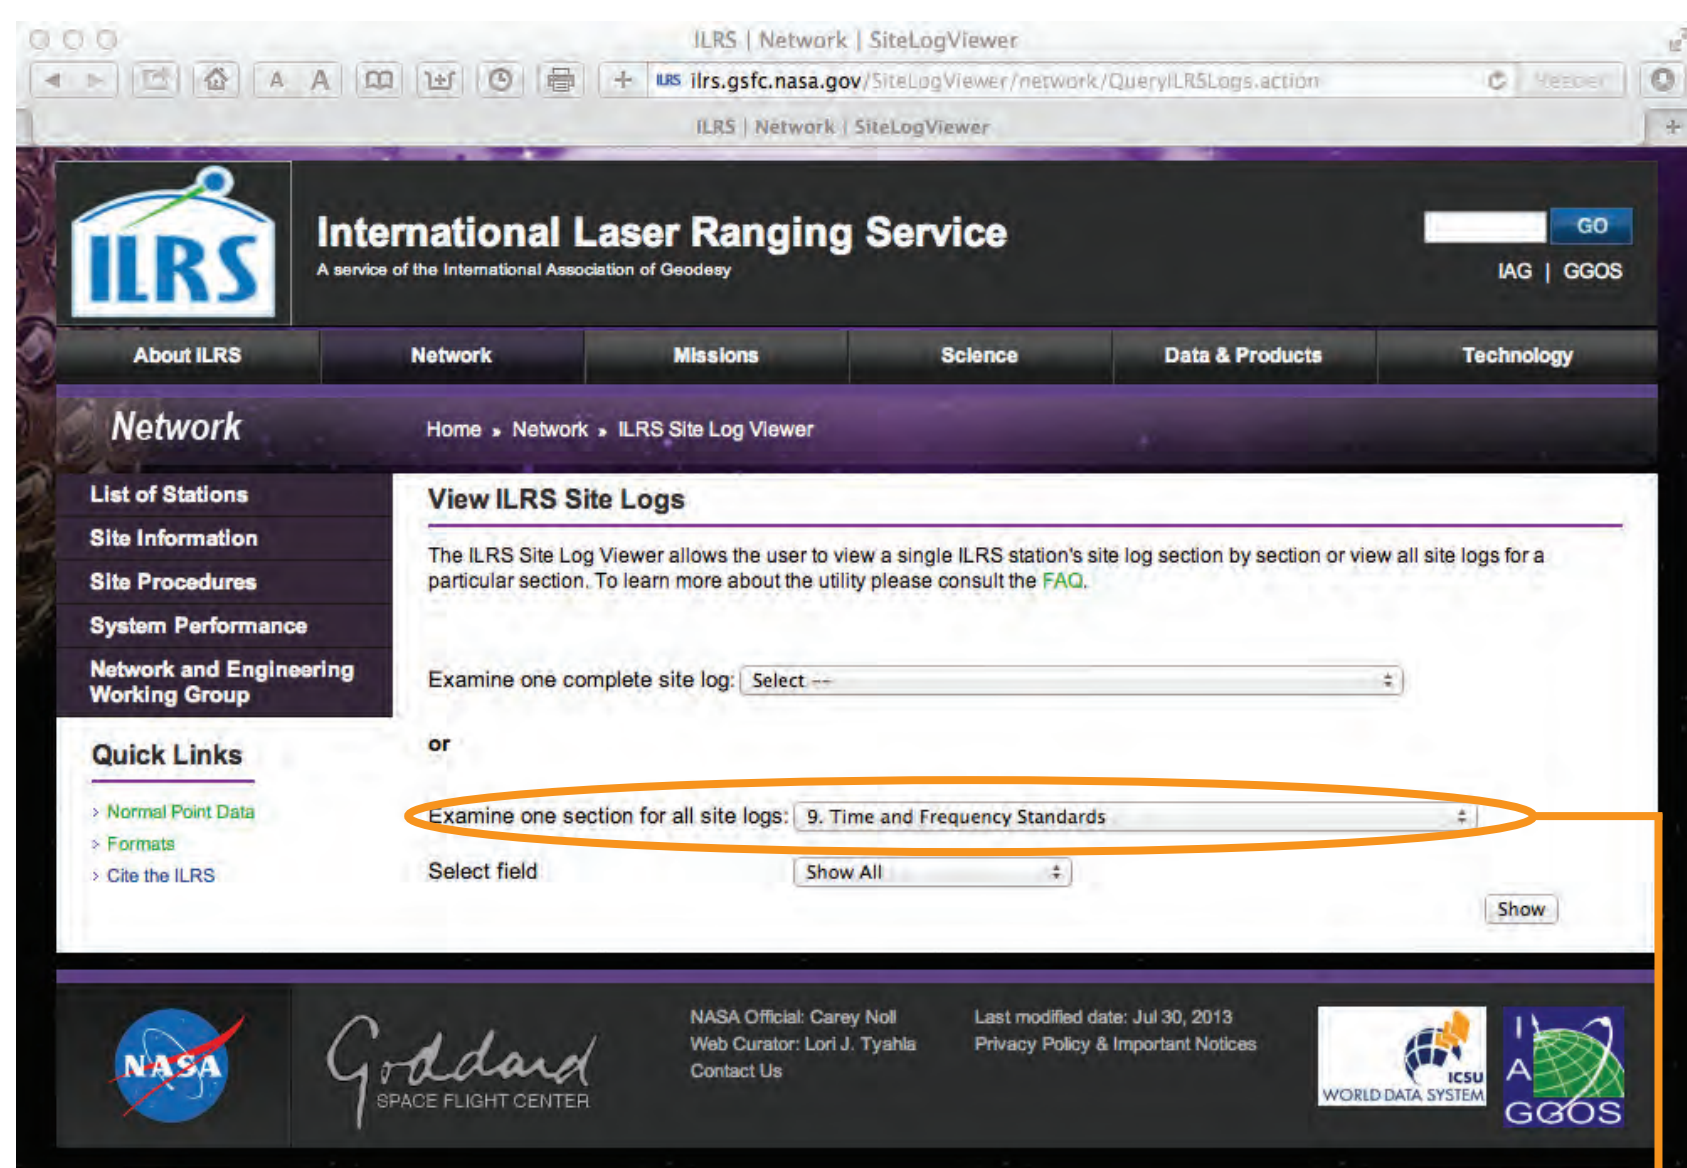 ILRS | Network | SiteLogViewer
A A ILRS ilrs.gsfc.nasa.gov/SiteLogViewer/network/QueryILRSLogs.action Reader
ILRS | Network | SiteLogViewer
ILRS
International Laser Ranging Service
A service of the International Association of Geodesy
GO
IAG | GGOS
About ILRS Network Missions Science Data & Products Technology
Network
Home » Network » ILRS Site Log Viewer
List of Stations
Site Information
Site Procedures
System Performance
Network and Engineering
Working Group
Quick Links
> Normal Point Data
> Formats
> Cite the ILRS
View ILRS Site Logs
The ILRS Site Log Viewer allows the user to view a single ILRS station's site log section by section or view all site logs for a
particular section. To learn more about the utility please consult the FAQ.
Examine one complete site log: Select --
or
Examine one section for all site logs: 9. Time and Frequency Standards
Select field Show All
Show
NASA
Goddard
SPACE FLIGHT CENTER
NASA Official: Carey Noll
Web Curator: Lori J. Tyahla
Contact Us
Last modified date: Jul 30, 2013
Privacy Policy & Important Notices
ICSU
WORLD DATA SYSTEM
I
A
GGOS